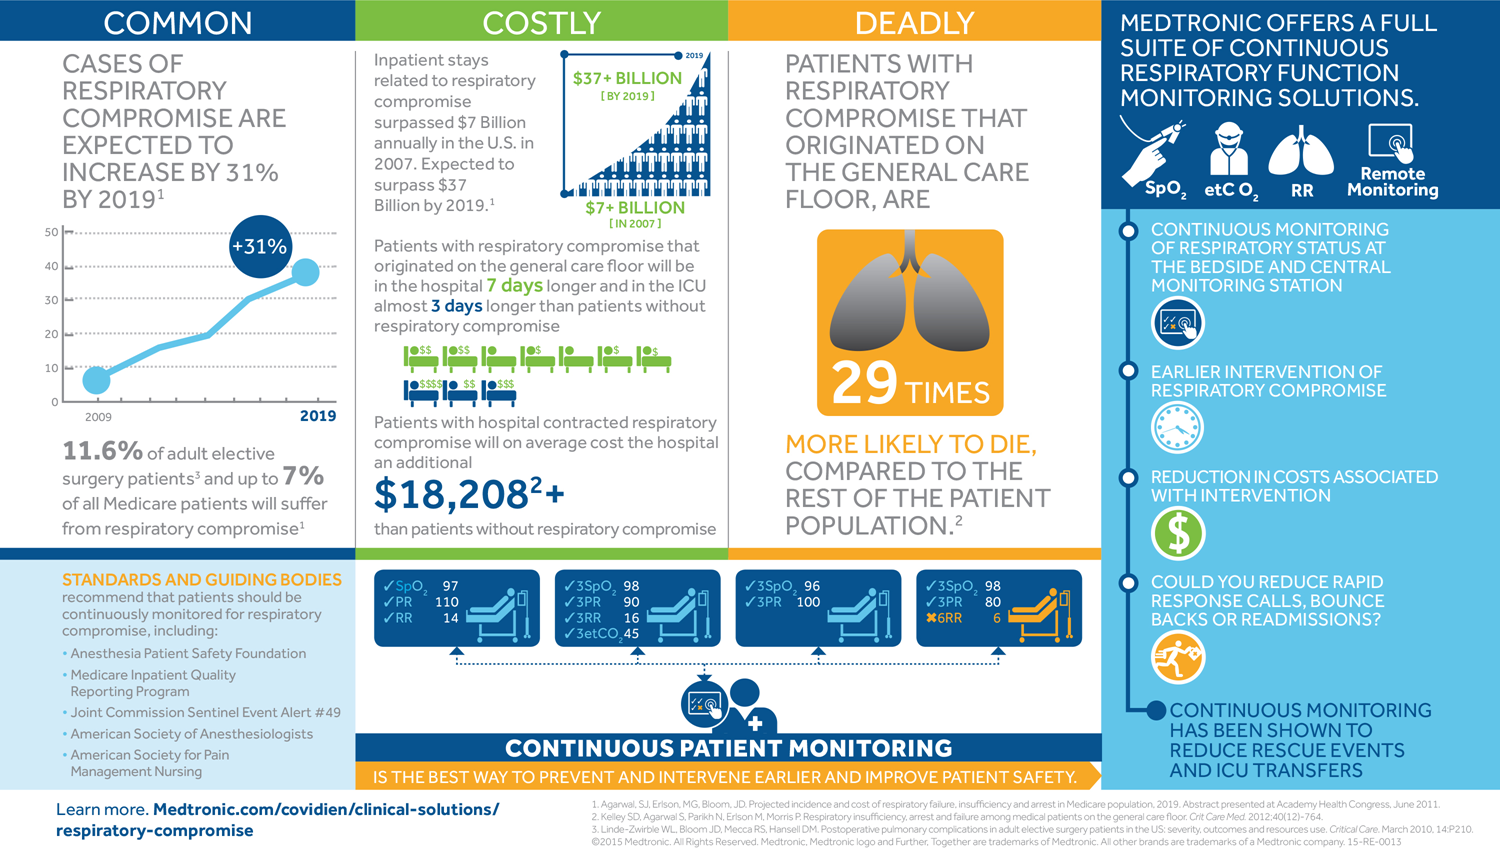 COMMON
CASES OF
RESPIRATORY
COMPROMISE ARE
EXPECTED TO
INCREASE BY 31%
BY 2019¹
50
40
30
20
10
0
+31%
2009
2019
11.6% of adult elective
surgery patients³ and up to 7%
of all Medicare patients will suffer
from respiratory compromise¹
STANDARDS AND GUIDING BODIES
recommend that patients should be
continuously monitored for respiratory
compromise, including:
• Anesthesia Patient Safety Foundation
• Medicare Inpatient Quality
Reporting Program
• Joint Commission Sentinel Event Alert #49
• American Society of Anesthesiologists
• American Society for Pain
Management Nursing
COSTLY
Inpatient stays
related to respiratory
compromise
surpassed $7 Billion
annually in the U.S. in
2007. Expected to
surpass $37
Billion by 2019.¹
2019
$37+ BILLION
[ BY 2019 ]
$7+ BILLION
[ IN 2007 ]
Patients with respiratory compromise that
originated on the general care floor will be
in the hospital 7 days longer and in the ICU
almost 3 days longer than patients without
respiratory compromise
$$ $$ $ $ $
$$$$ $$ $$$
Patients with hospital contracted respiratory
compromise will on average cost the hospital
an additional
$18,208²+
than patients without respiratory compromise
DEADLY
PATIENTS WITH
RESPIRATORY
COMPROMISE THAT
ORIGINATED ON
THE GENERAL CARE
FLOOR, ARE
29 TIMES
MORE LIKELY TO DIE,
COMPARED TO THE
REST OF THE PATIENT
POPULATION.²
✓SpO₂ 97
✓PR 110
✓RR 14
✓3SpO₂ 98
✓3PR 90
✓3RR 16
✓3etCO₂45
✓3SpO₂ 96
✓3PR 100
✓3SpO₂ 98
✓3PR 80
✖6RR 6
CONTINUOUS PATIENT MONITORING
IS THE BEST WAY TO PREVENT AND INTERVENE EARLIER AND IMPROVE PATIENT SAFETY.
MEDTRONIC OFFERS A FULL
SUITE OF CONTINUOUS
RESPIRATORY FUNCTION
MONITORING SOLUTIONS.
SpO₂
etC O₂
RR
Remote
Monitoring
CONTINUOUS MONITORING
OF RESPIRATORY STATUS AT
THE BEDSIDE AND CENTRAL
MONITORING STATION
EARLIER INTERVENTION OF
RESPIRATORY COMPROMISE
REDUCTION IN COSTS ASSOCIATED
WITH INTERVENTION
$
COULD YOU REDUCE RAPID
RESPONSE CALLS, BOUNCE
BACKS OR READMISSIONS?
CONTINUOUS MONITORING
HAS BEEN SHOWN TO
REDUCE RESCUE EVENTS
AND ICU TRANSFERS
Learn more. Medtronic.com/covidien/clinical-solutions/
respiratory-compromise
1. Agarwal, SJ, Erlson, MG, Bloom, JD. Projected incidence and cost of respiratory failure, insufficiency and arrest in Medicare population, 2019. Abstract presented at Academy Health Congress, June 2011.
2. Kelley SD, Agarwal S, Parikh N, Erlson M, Morris P. Respiratory insufficiency, arrest and failure among medical patients on the general care floor. Crit Care Med. 2012;40(12)-764.
3. Linde-Zwirble WL, Bloom JD, Mecca RS, Hansell DM. Postoperative pulmonary complications in adult elective surgery patients in the US: severity, outcomes and resources use. Critical Care. March 2010, 14:P210.
©2015 Medtronic. All Rights Reserved. Medtronic, Medtronic logo and Further, Together are trademarks of Medtronic. All other brands are trademarks of a Medtronic company. 15-RE-0013